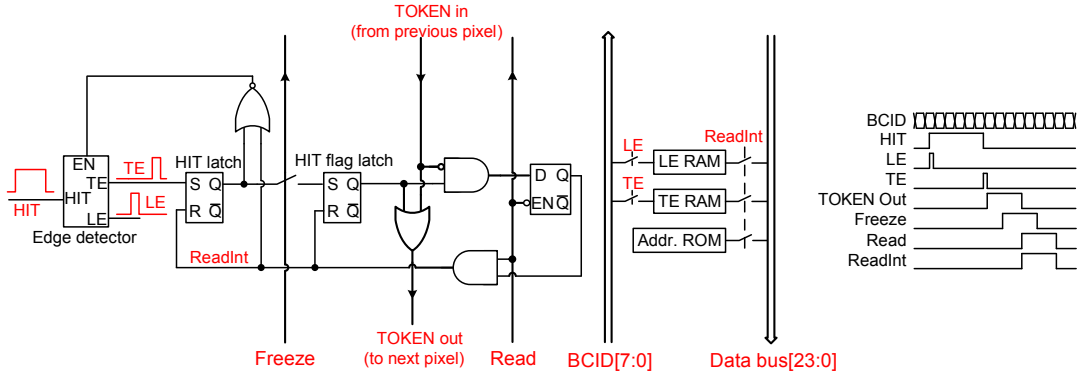 TOKEN in
(from previous pixel)
EN
TE
HIT
LE
HIT
TE
LE
Edge detector
HIT latch
S Q
R Q
HIT flag latch
S Q
R Q
D Q
EN Q
ReadInt
Freeze
TOKEN out
(to next pixel)
Read
BCID[7:0]
Data bus[23:0]
LE
TE
ReadInt
LE RAM
TE RAM
Addr. ROM
BCID
HIT
LE
TE
TOKEN Out
Freeze
Read
ReadInt